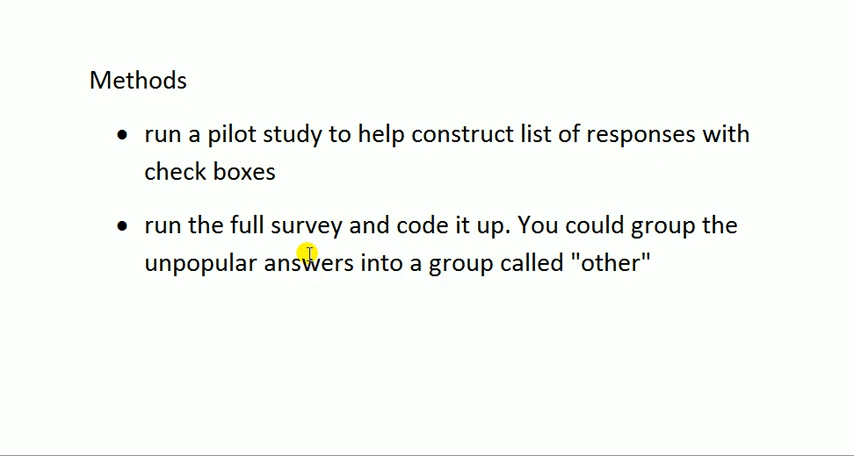 Methods
● run a pilot study to help construct list of responses with
check boxes
● run the full survey and code it up. You could group the
unpopular answers into a group called "other"